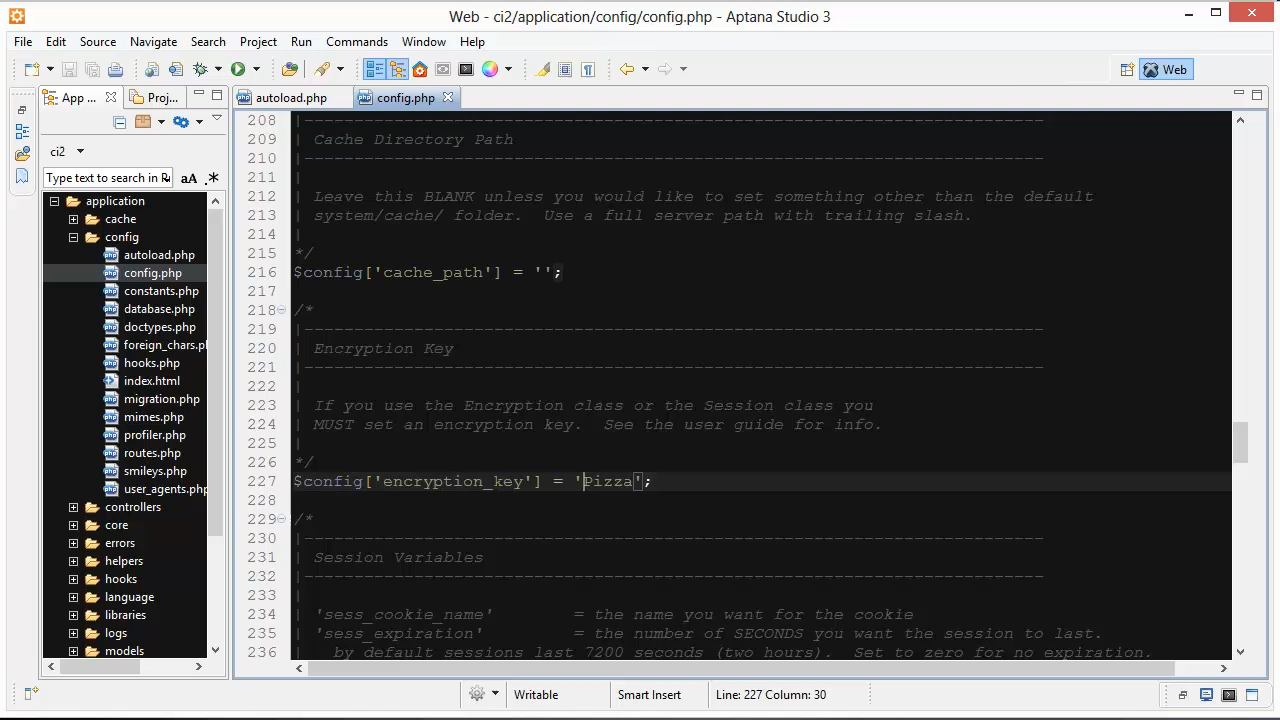 Web - ci2/application/config/config.php - Aptana Studio 3
File Edit Source Navigate Search Project Run Commands Window Help
Web
App ... Proj...
autoload.php config.php
ci2
Type text to search in R aA .*
application
cache
config
autoload.php
config.php
constants.php
database.php
doctypes.php
foreign_chars.pl
hooks.php
index.html
migration.php
mimes.php
profiler.php
routes.php
smileys.php
user_agents.php
controllers
core
errors
helpers
hooks
language
libraries
logs
models
208 |--------------------------------------------------------------------------
209 | Cache Directory Path
210 |--------------------------------------------------------------------------
211 |
212 | Leave this BLANK unless you would like to set something other than the default
213 | system/cache/ folder.  Use a full server path with trailing slash.
214 |
215 */
216 $config['cache_path'] = '';
217
218 /*
219 |--------------------------------------------------------------------------
220 | Encryption Key
221 |--------------------------------------------------------------------------
222 |
223 | If you use the Encryption class or the Session class you
224 | MUST set an encryption key.  See the user guide for info.
225 |
226 */
227 $config['encryption_key'] = 'Pizza';
228
229 /*
230 |--------------------------------------------------------------------------
231 | Session Variables
232 |--------------------------------------------------------------------------
233 |
234 | 'sess_cookie_name' = the name you want for the cookie
235 | 'sess_expiration' = the number of SECONDS you want the session to last.
236 |   by default sessions last 7200 seconds (two hours).  Set to zero for no expiration.
Writable Smart Insert Line: 227 Column: 30